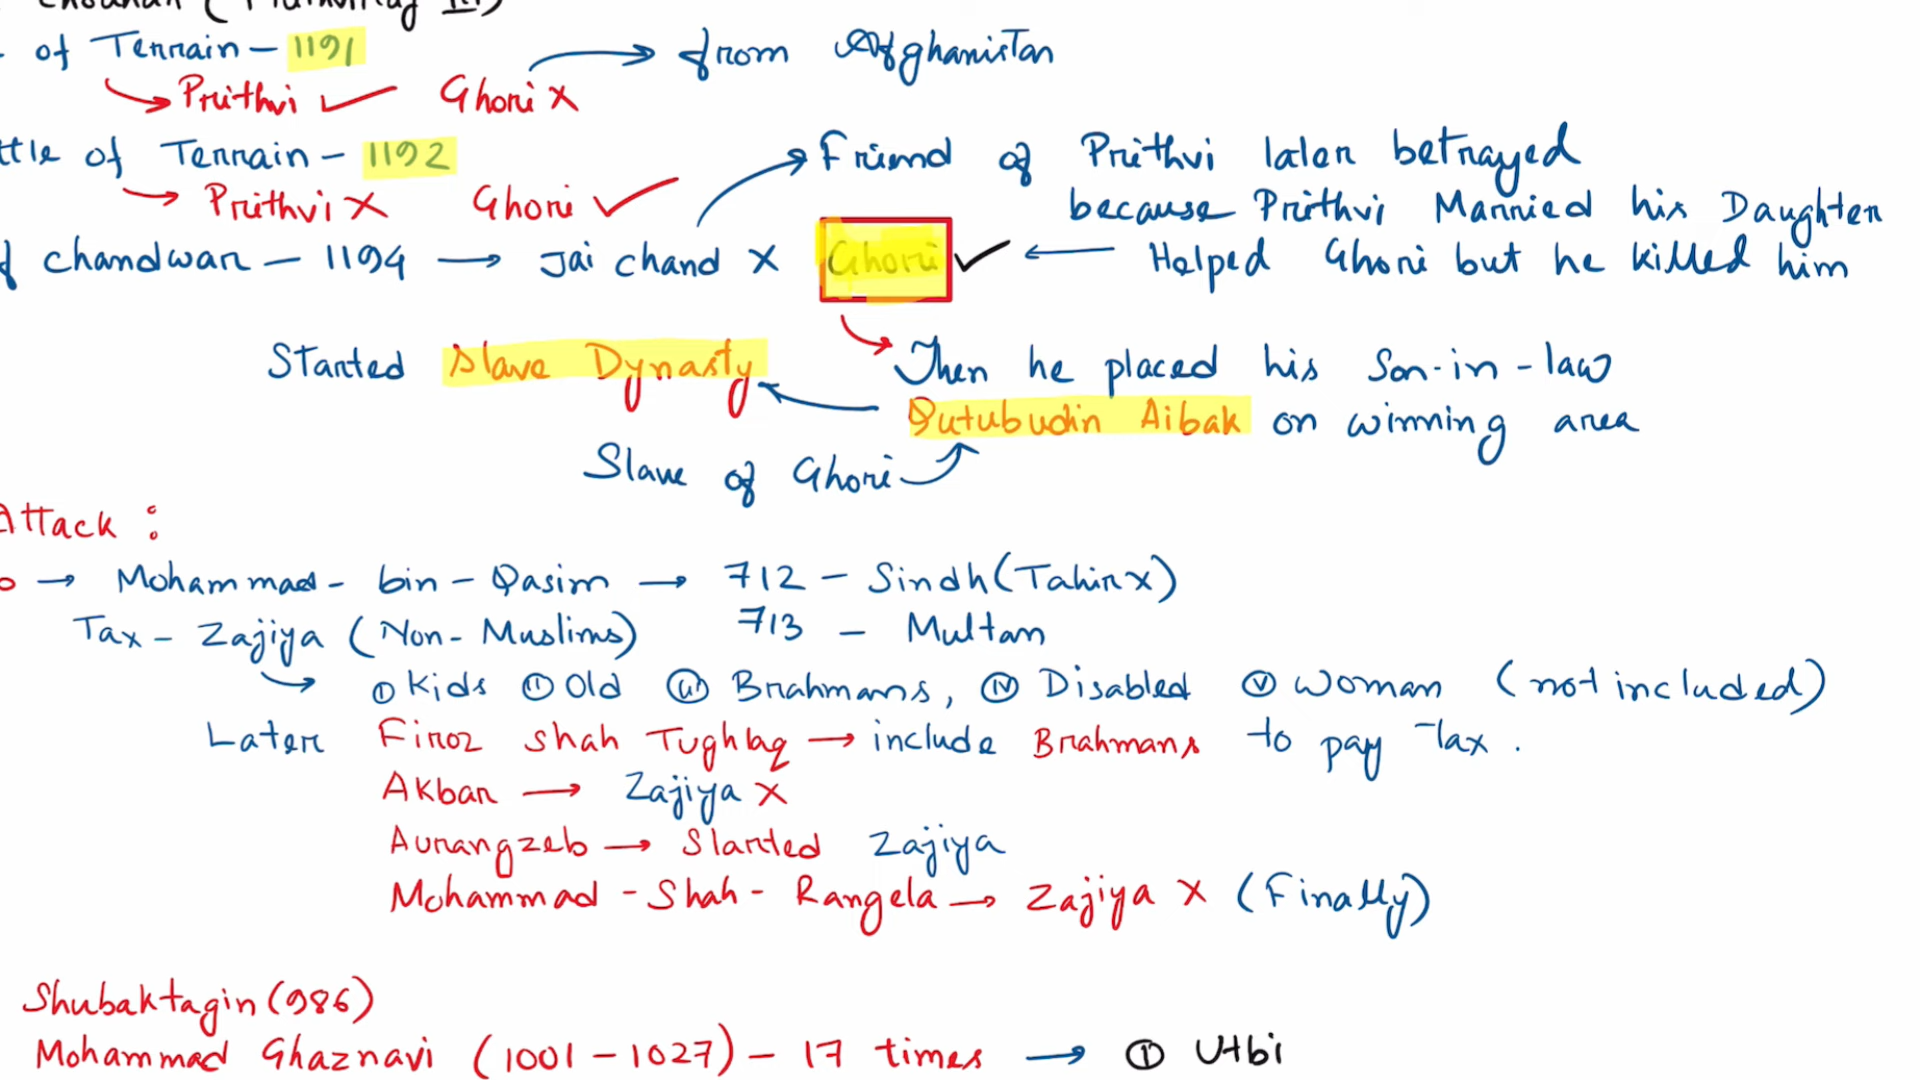 of Terrain – 1191 → from Afghanistan
→ Prithvi ✓ Ghori x
ttle of Terrain – 1192 → Friend of Prithvi later betrayed
→ Prithvi x Ghori ✓ because Prithvi Married his Daughter
f chandwar – 1194 → Jai chand x Ghori ✓ ← Helped Ghori but he killed him
Started Slave Dynasty Then he placed his Son-in-law
Qutubudin Aibak on winning area
Slave of Ghori
Attack :
→ Mohammad - bin - Qasim → 712 – Sindh (Tahir x)
Tax – Zajiya (Non-Muslims) 713 – Multan
→ ① Kids ① Old (iii) Brahmans, (iv) Disabled (v) Woman (not included)
Later Firoz Shah Tughlaq → include Brahmans to pay Tax .
Akbar → Zajiya x
Aurangzeb → Started Zajiya
Mohammad - Shah - Rangela → Zajiya x (Finally)
Shubaktagin (986)
Mohammad Ghaznavi (1001 – 1027) – 17 times → ① Utbi